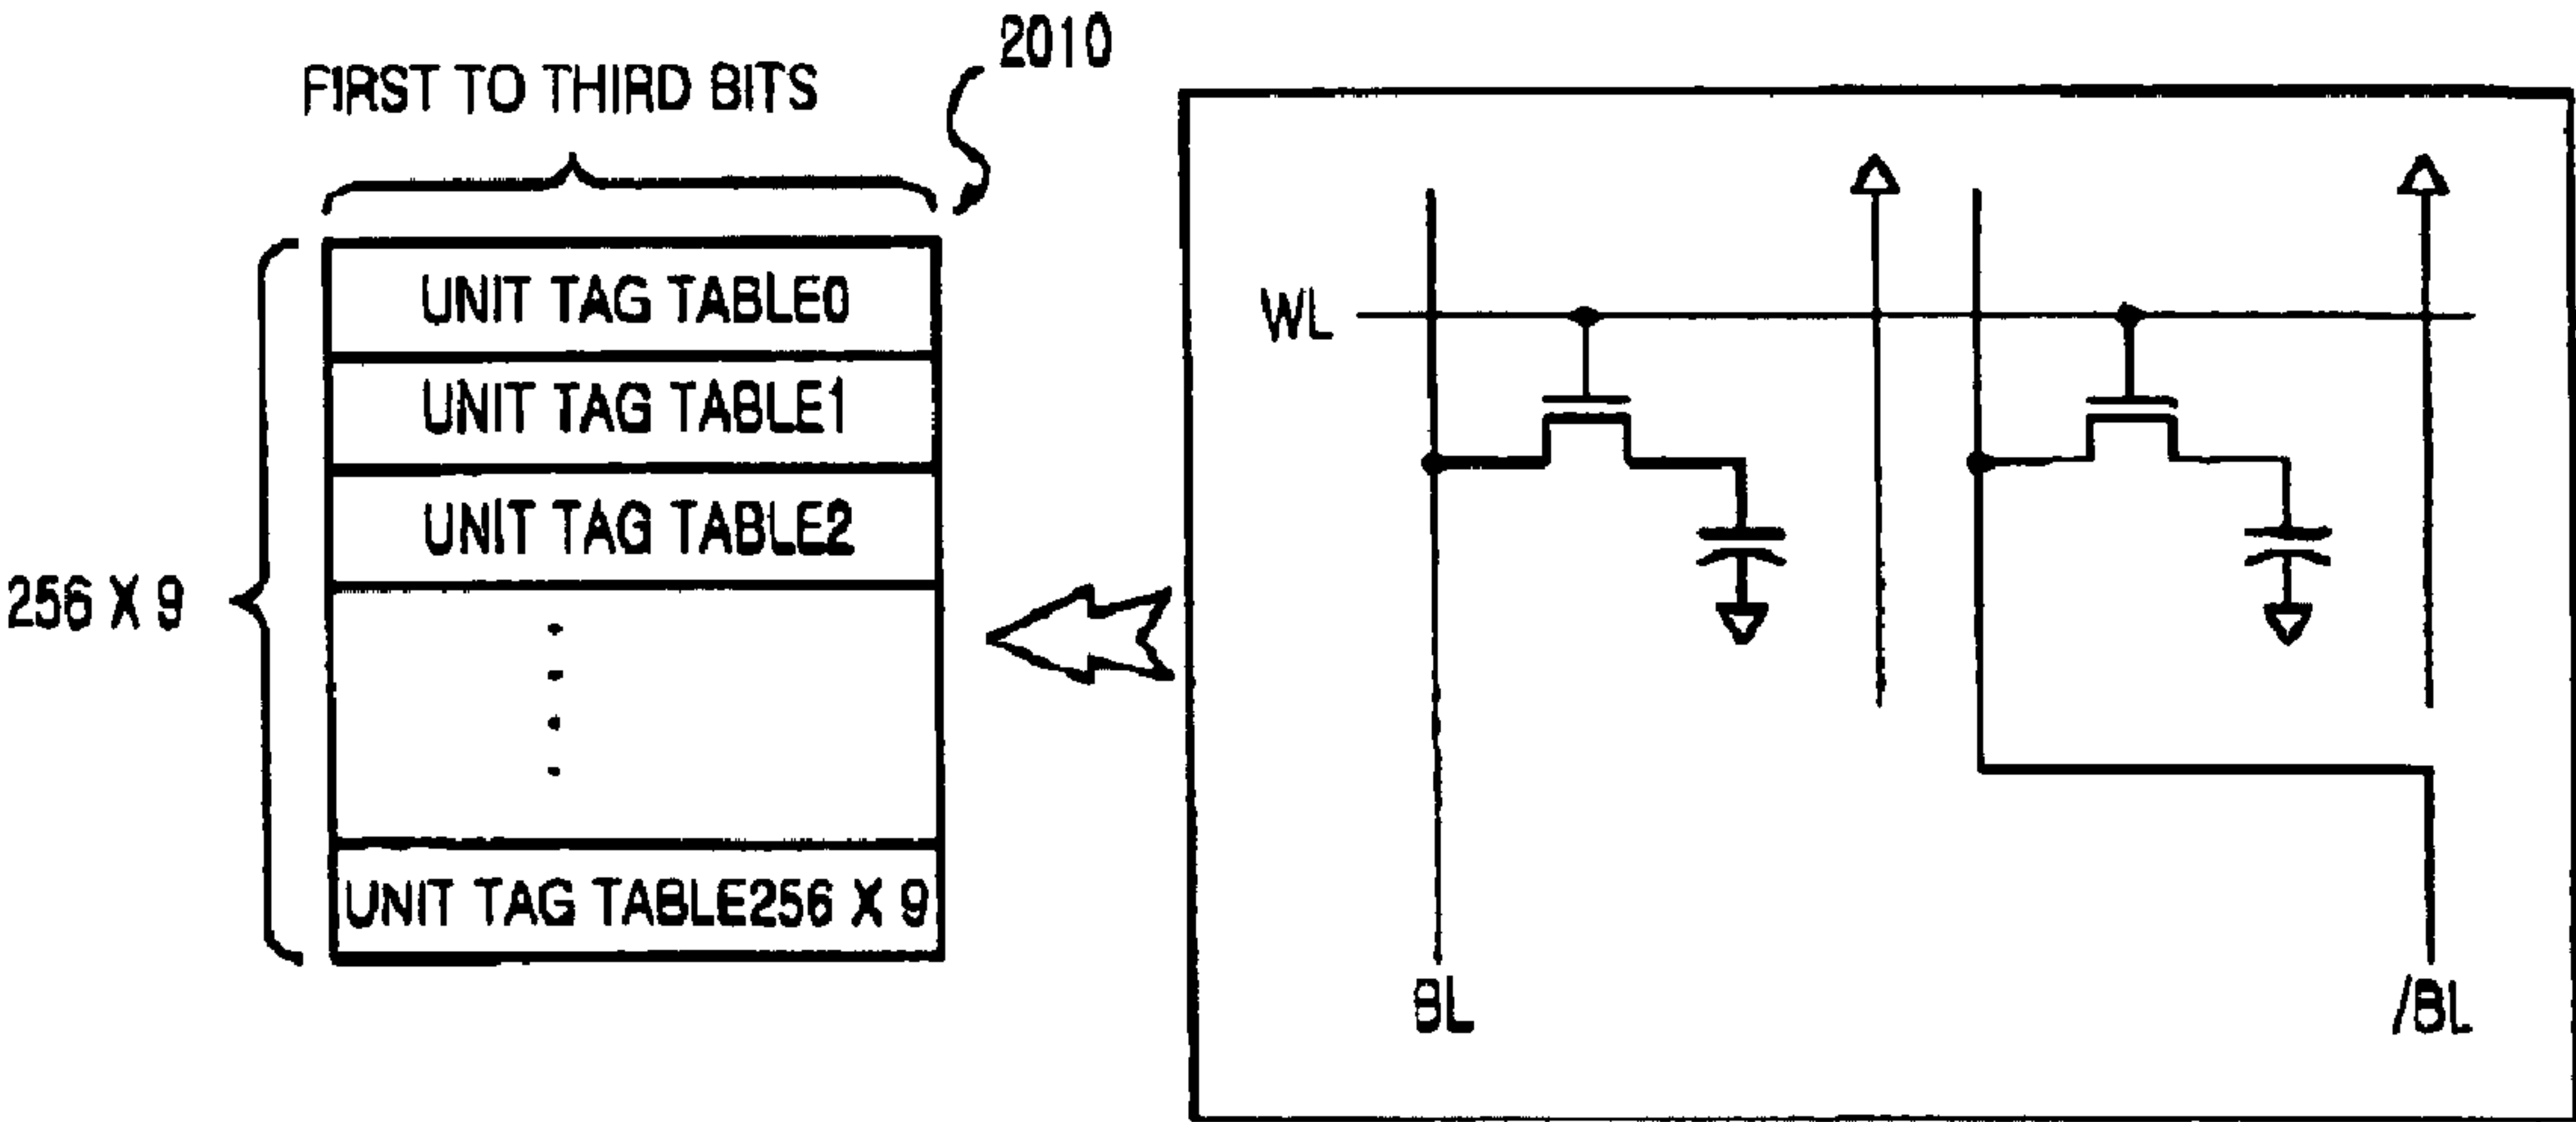 2010
FIRST TO THIRD BITS
UNIT TAG TABLE0
UNIT TAG TABLE1
UNIT TAG TABLE2
256 X 9
UNIT TAG TABLE256 X 9
WL
BL
/BL